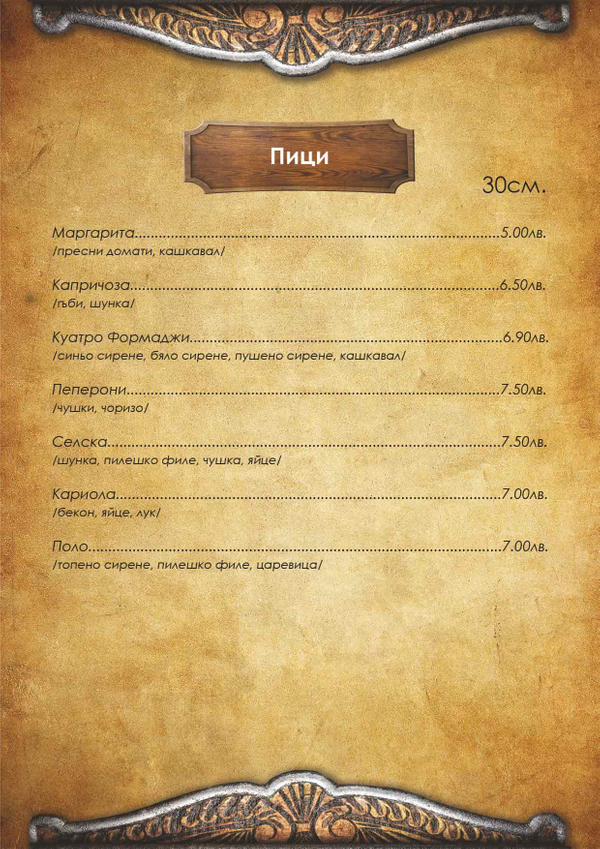 Пици
30см.
Маргарита..........................................................................................5.00лв.
/пресни домати, кашкавал/
Капричоза...........................................................................................6.50лв.
/гъби, шунка/
Куатро Формаджи..............................................................................6.90лв.
/синьо сирене, бяло сирене, пушено сирене, кашкавал/
Пеперони............................................................................................7.50лв.
/чушки, чоризо/
Селска.................................................................................................7.50лв.
/шунка, пилешко филе, чушка, яйце/
Кариола...............................................................................................7.00лв.
/бекон, яйце, лук/
Поло......................................................................................................7.00лв.
/топено сирене, пилешко филе, царевица/